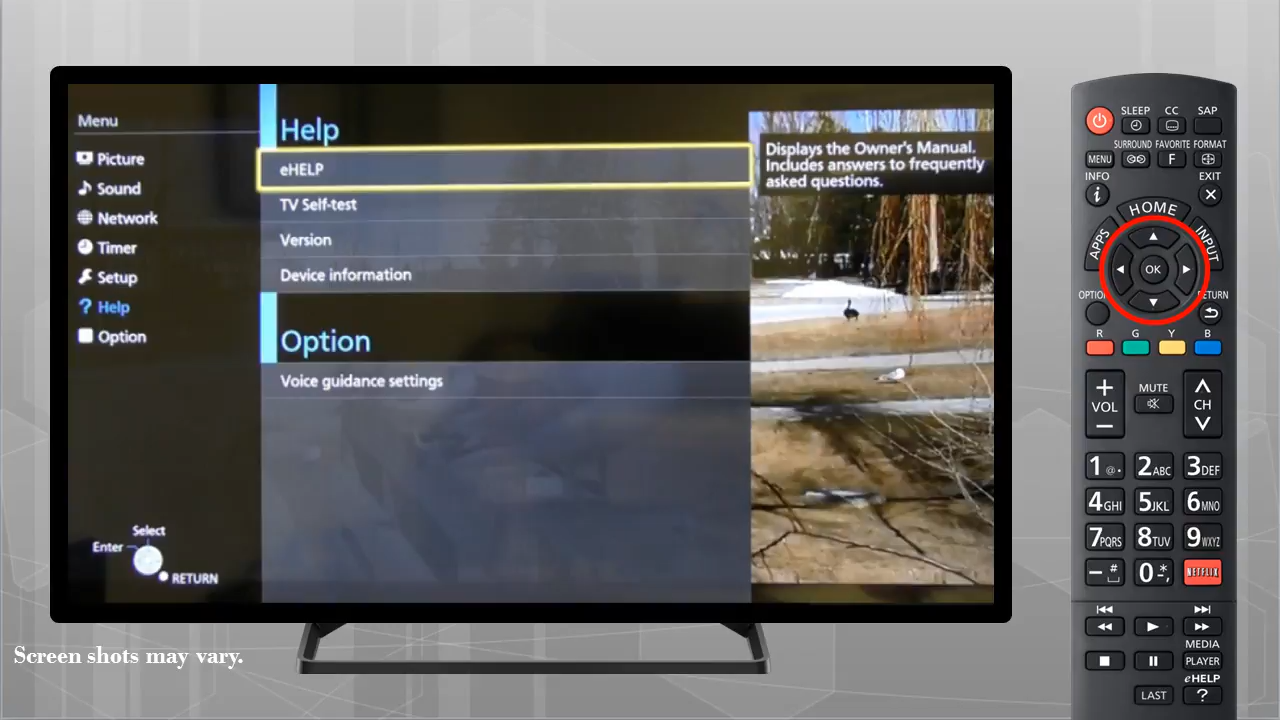 Menu
Picture
Sound
Network
Timer
Setup
? Help
Option
Select
Enter
RETURN
Help
eHELP
TV Self-test
Version
Device information
Option
Voice guidance settings
Displays the Owner's Manual.
Includes answers to frequently
asked questions.
Screen shots may vary.
SLEEP CC SAP
SURROUND FAVORITE FORMAT
MENU F
INFO EXIT
i
HOME
APPS INPUT
OK
OPTION RETURN
R G Y B
+ MUTE
VOL CH
−
1@. 2ABC 3DEF
4GHI 5JKL 6MNO
7PQRS 8TUV 9WXYZ
−# 0-*, NETFLIX
MEDIA
PLAYER
eHELP
LAST ?